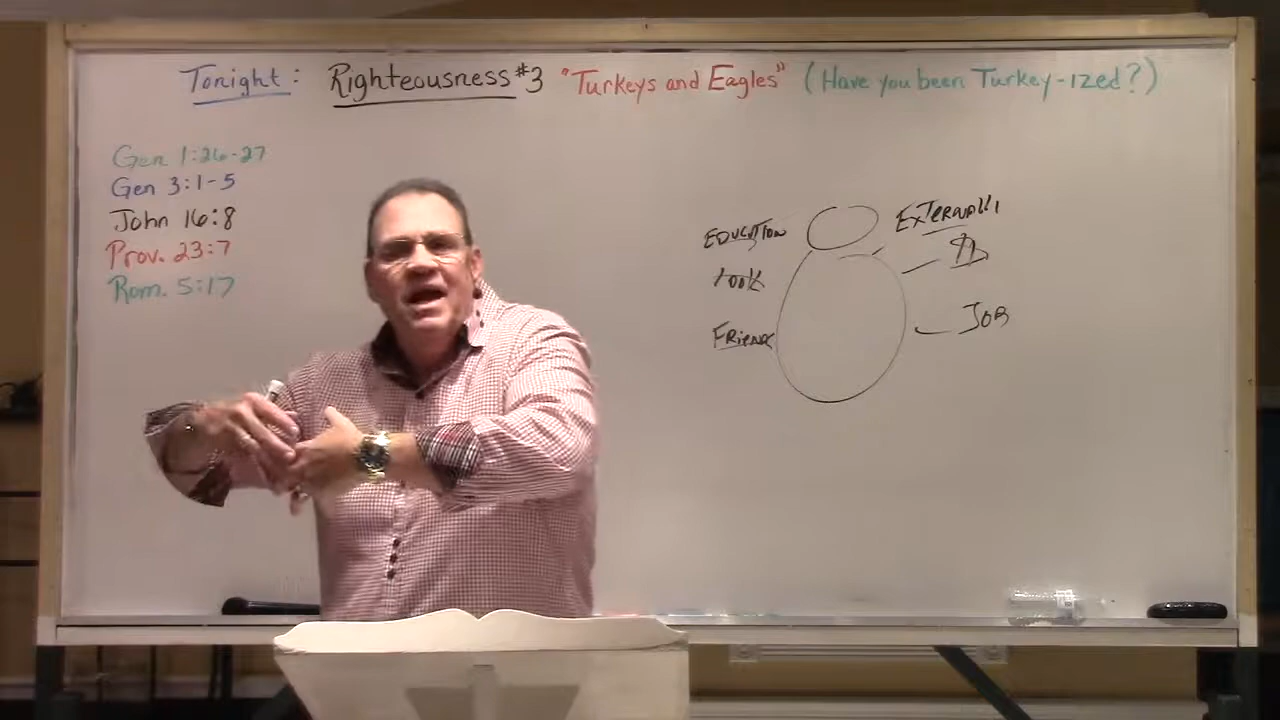 Tonight: Righteousness #3 "Turkeys and Eagles" (Have you been Turkey-ized?)
Gen 1:26-27
Gen 3:1-5
John 16:8
Prov. 23:7
Rom. 5:17
EDUCATION
LOOK
FRIENDS
EXTERNALLY
JOB